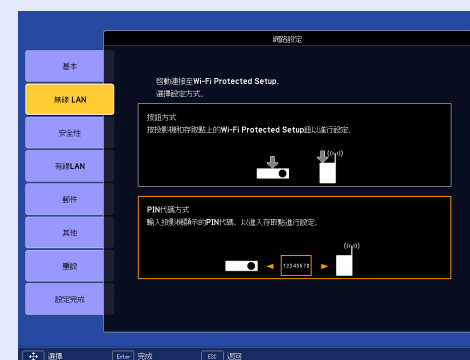 網路設定
基本
無線 LAN
安全性
有線LAN
郵件
其他
重設
設定完成
啓動連接至Wi-Fi Protected Setup。
選擇設定方式。
按鈕方式
按投影機和存取點上的Wi-Fi Protected Setup鈕以進行設定。
PIN代碼方式
輸入投影機顯示的PIN代碼、以進入存取點進行設定。
12345678
選擇
Enter 完成
ESC 返回